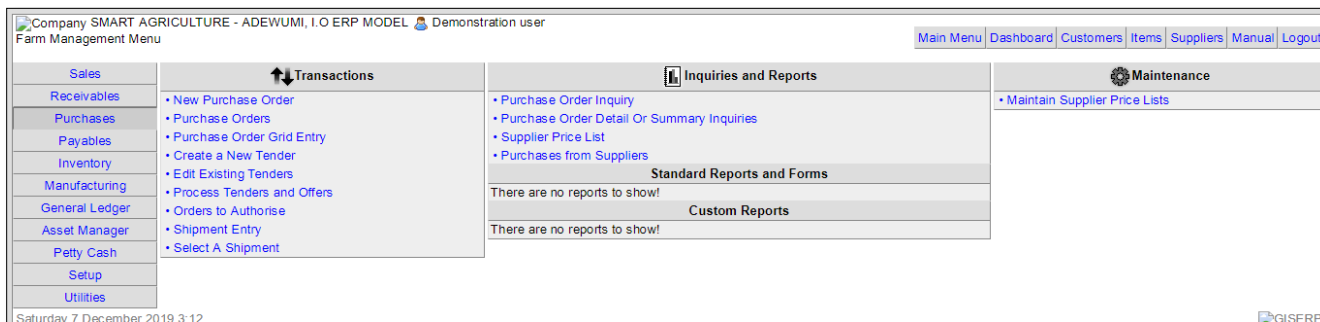 Company SMART AGRICULTURE - ADEWUMI, I.O ERP MODEL Demonstration user
Farm Management Menu
Main Menu Dashboard Customers Items Suppliers Manual Logout
Sales
Receivables
Purchases
Payables
Inventory
Manufacturing
General Ledger
Asset Manager
Petty Cash
Setup
Utilities
Transactions
• New Purchase Order
• Purchase Orders
• Purchase Order Grid Entry
• Create a New Tender
• Edit Existing Tenders
• Process Tenders and Offers
• Orders to Authorise
• Shipment Entry
• Select A Shipment
Inquiries and Reports
• Purchase Order Inquiry
• Purchase Order Detail Or Summary Inquiries
• Supplier Price List
• Purchases from Suppliers
Standard Reports and Forms
There are no reports to show!
Custom Reports
There are no reports to show!
Maintenance
• Maintain Supplier Price Lists
Saturday 7 December 2019 3:12
GISERP